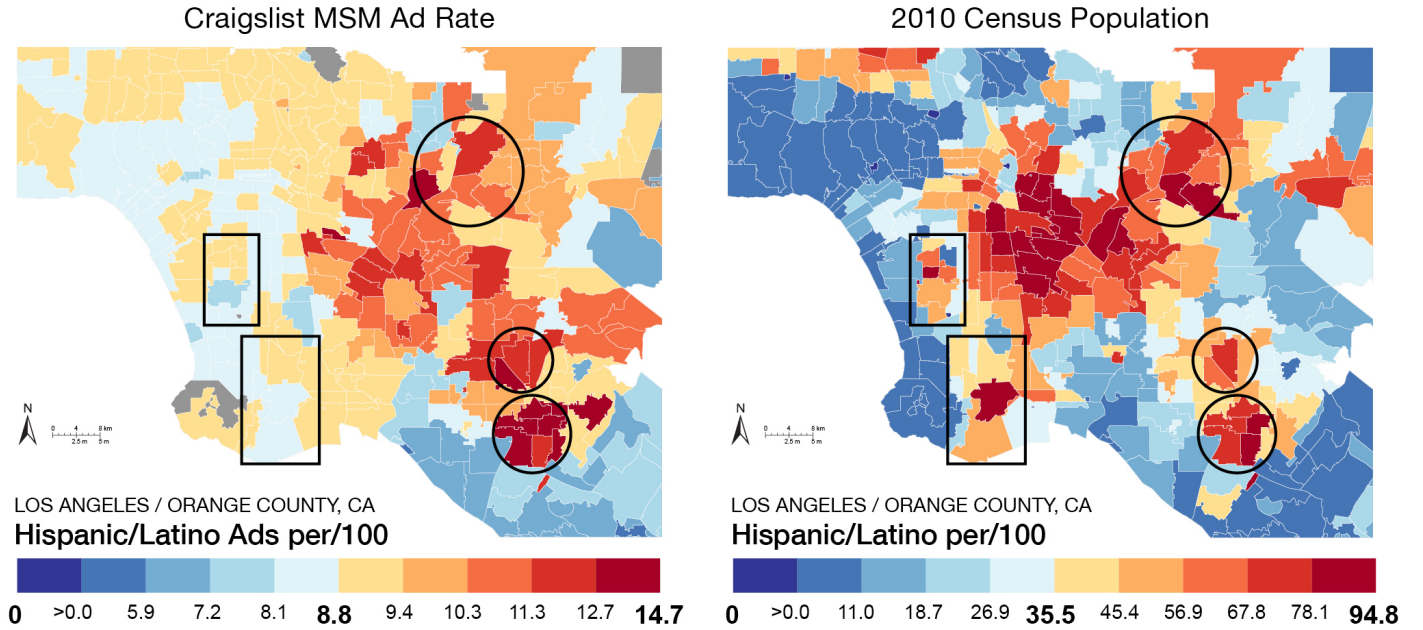 Craigslist MSM Ad Rate
N
0 4 8 km
2.5 m 5 m
LOS ANGELES / ORANGE COUNTY, CA
Hispanic/Latino Ads per/100
0 >0.0 5.9 7.2 8.1 8.8 9.4 10.3 11.3 12.7 14.7
2010 Census Population
N
0 4 8 km
2.5 m 5 m
LOS ANGELES / ORANGE COUNTY, CA
Hispanic/Latino per/100
0 >0.0 11.0 18.7 26.9 35.5 45.4 56.9 67.8 78.1 94.8